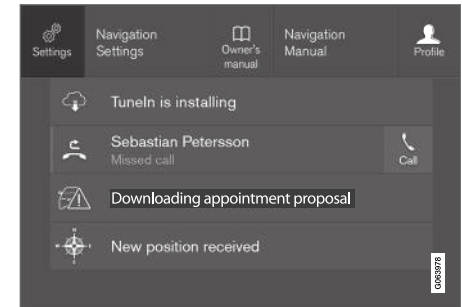 Settings
Navigation
Settings
Owner's
manual
Navigation
Manual
Profile
TuneIn is installing
Sebastian Petersson
Missed call
Call
Downloading appointment proposal
New position received
G063978